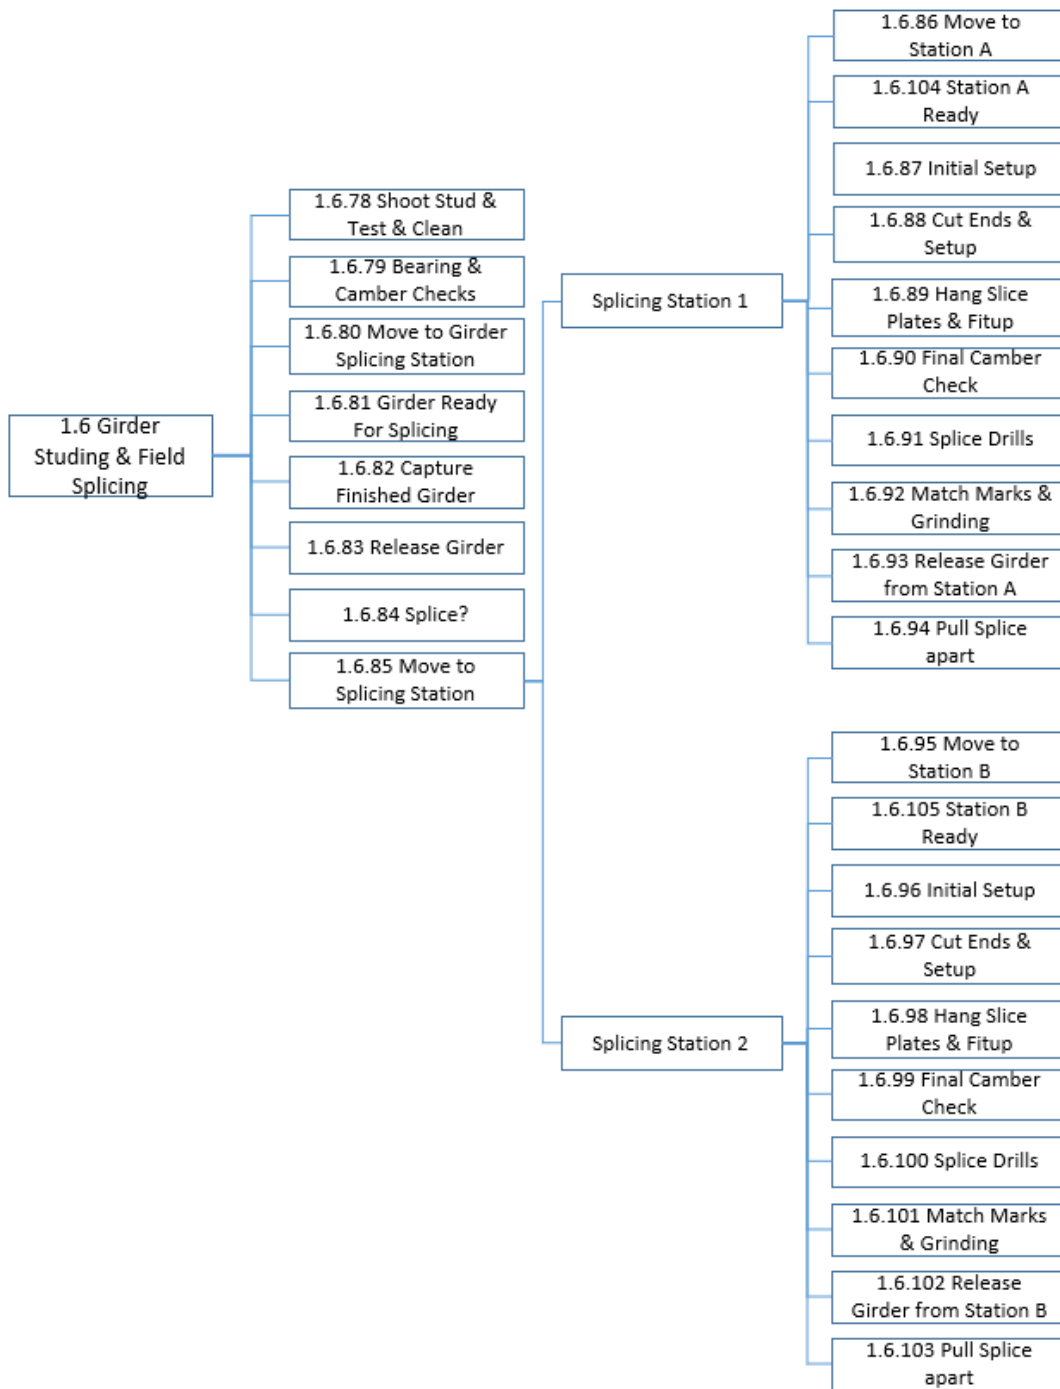 1.6 Girder
Studing & Field
Splicing
1.6.78 Shoot Stud &
Test & Clean
1.6.79 Bearing &
Camber Checks
1.6.80 Move to Girder
Splicing Station
1.6.81 Girder Ready
For Splicing
1.6.82 Capture
Finished Girder
1.6.83 Release Girder
1.6.84 Splice?
1.6.85 Move to
Splicing Station
Splicing Station 1
1.6.86 Move to
Station A
1.6.104 Station A
Ready
1.6.87 Initial Setup
1.6.88 Cut Ends &
Setup
1.6.89 Hang Slice
Plates & Fitup
1.6.90 Final Camber
Check
1.6.91 Splice Drills
1.6.92 Match Marks &
Grinding
1.6.93 Release Girder
from Station A
1.6.94 Pull Splice
apart
Splicing Station 2
1.6.95 Move to
Station B
1.6.105 Station B
Ready
1.6.96 Initial Setup
1.6.97 Cut Ends &
Setup
1.6.98 Hang Slice
Plates & Fitup
1.6.99 Final Camber
Check
1.6.100 Splice Drills
1.6.101 Match Marks
& Grinding
1.6.102 Release
Girder from Station B
1.6.103 Pull Splice
apart